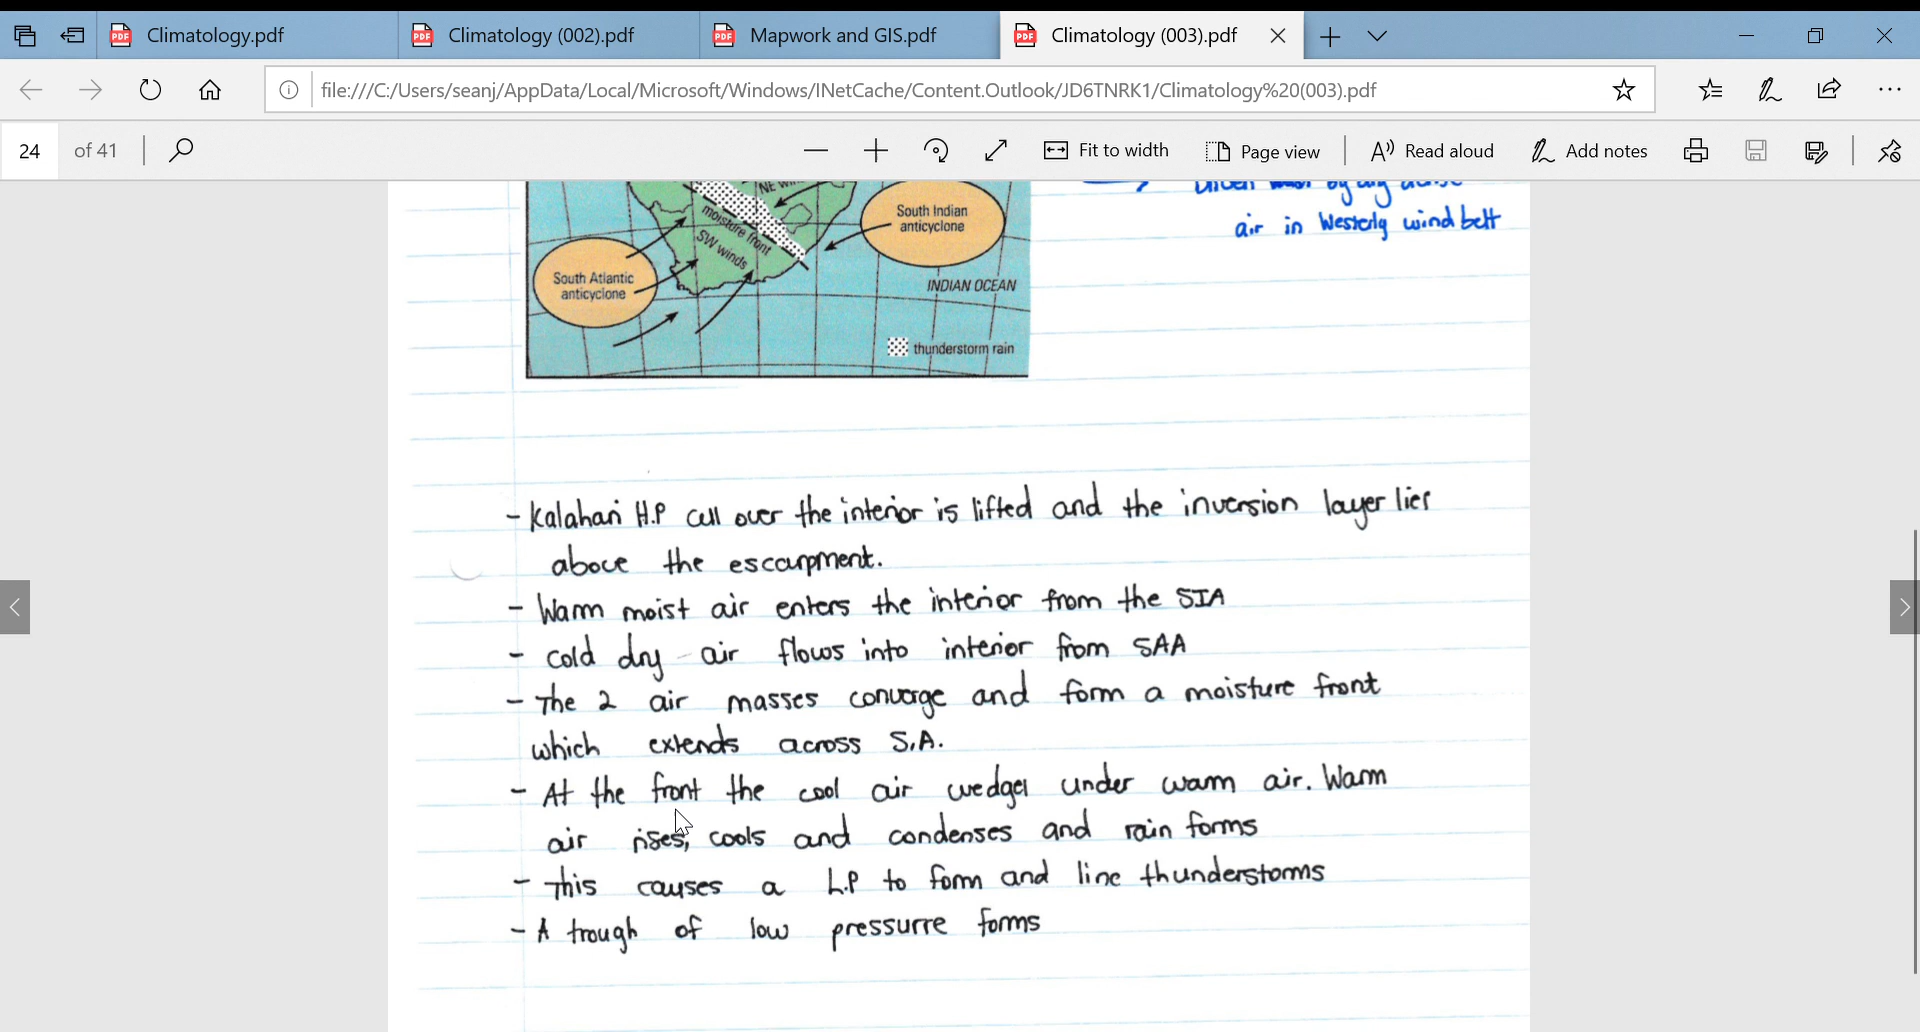 Climatology.pdf
Climatology (002).pdf
Mapwork and GIS.pdf
Climatology (003).pdf
file:///C:/Users/seanj/AppData/Local/Microsoft/Windows/INetCache/Content.Outlook/JD6TNRK1/Climatology%20(003).pdf
24 of 41
Fit to width
Page view
Read aloud
Add notes
air in Westerly wind belt
NE
moisture front
SW winds
South Indian
anticyclone
South Atlantic
anticyclone
INDIAN OCEAN
thunderstorm rain
- Kalahari H.P cell over the interior is lifted and the inversion layer lies
above the escarpment.
- Warm moist air enters the interior from the SIA
- cold dry air flows into interior from SAA
- The 2 air masses converge and form a moisture front
which extends across S.A.
- At the front the cool air wedges under warm air. Warm
air rises, cools and condenses and rain forms
- This causes a L.P to form and line thunderstorms
- A trough of low pressurre forms